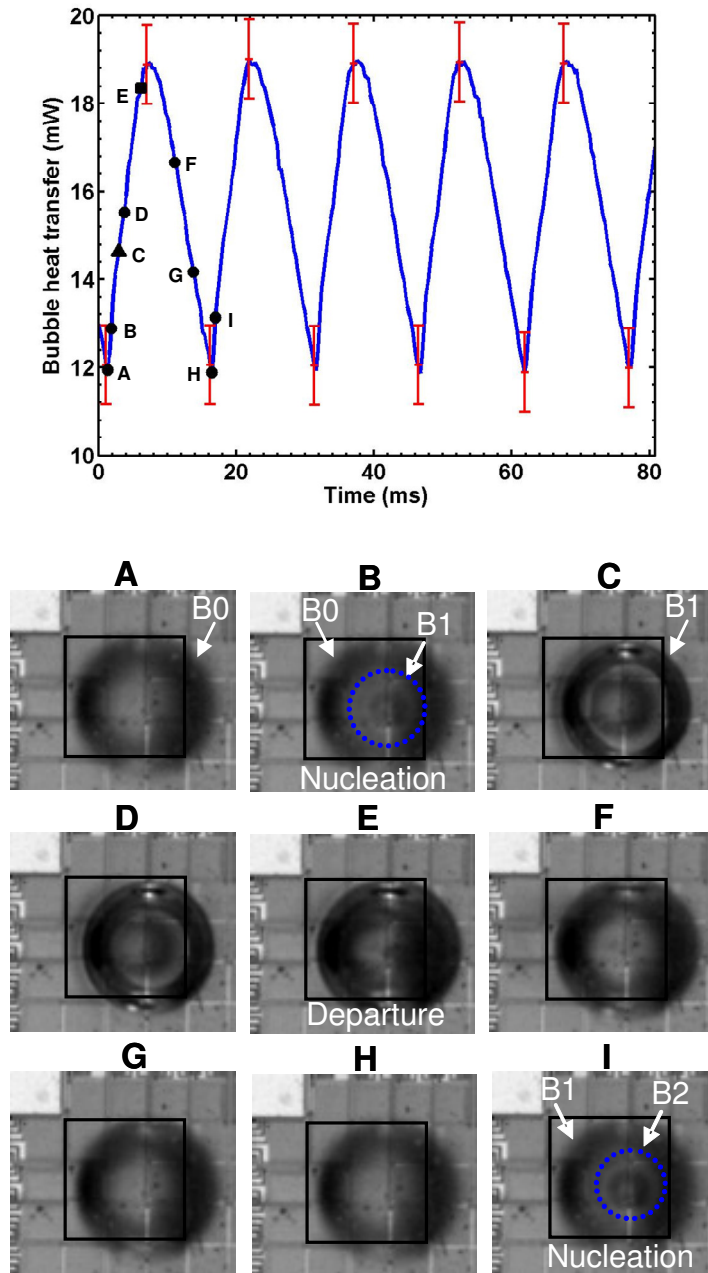 20
18
16
14
12
10
Bubble heat transfer (mW)
E
F
D
C
G
B
I
A
H
0 20 40 60 80
Time (ms)
A B C
B0
B0
B1
B1
Nucleation
D E F
Departure
G H I
B1 B2
Nucleation